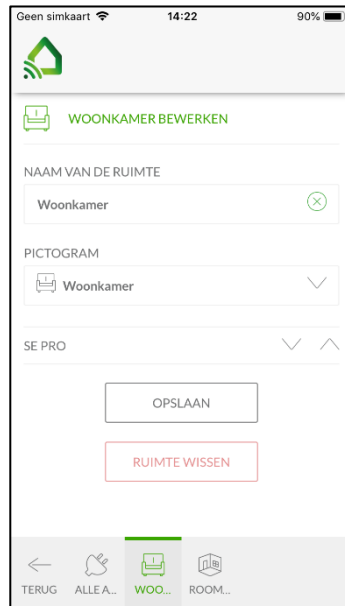 Geen simkaart 14:22 90%
WOONKAMER BEWERKEN
NAAM VAN DE RUIMTE
Woonkamer
PICTOGRAM
Woonkamer
SE PRO
OPSLAAN
RUIMTE WISSEN
TERUG ALLE A... WOO... ROOM...